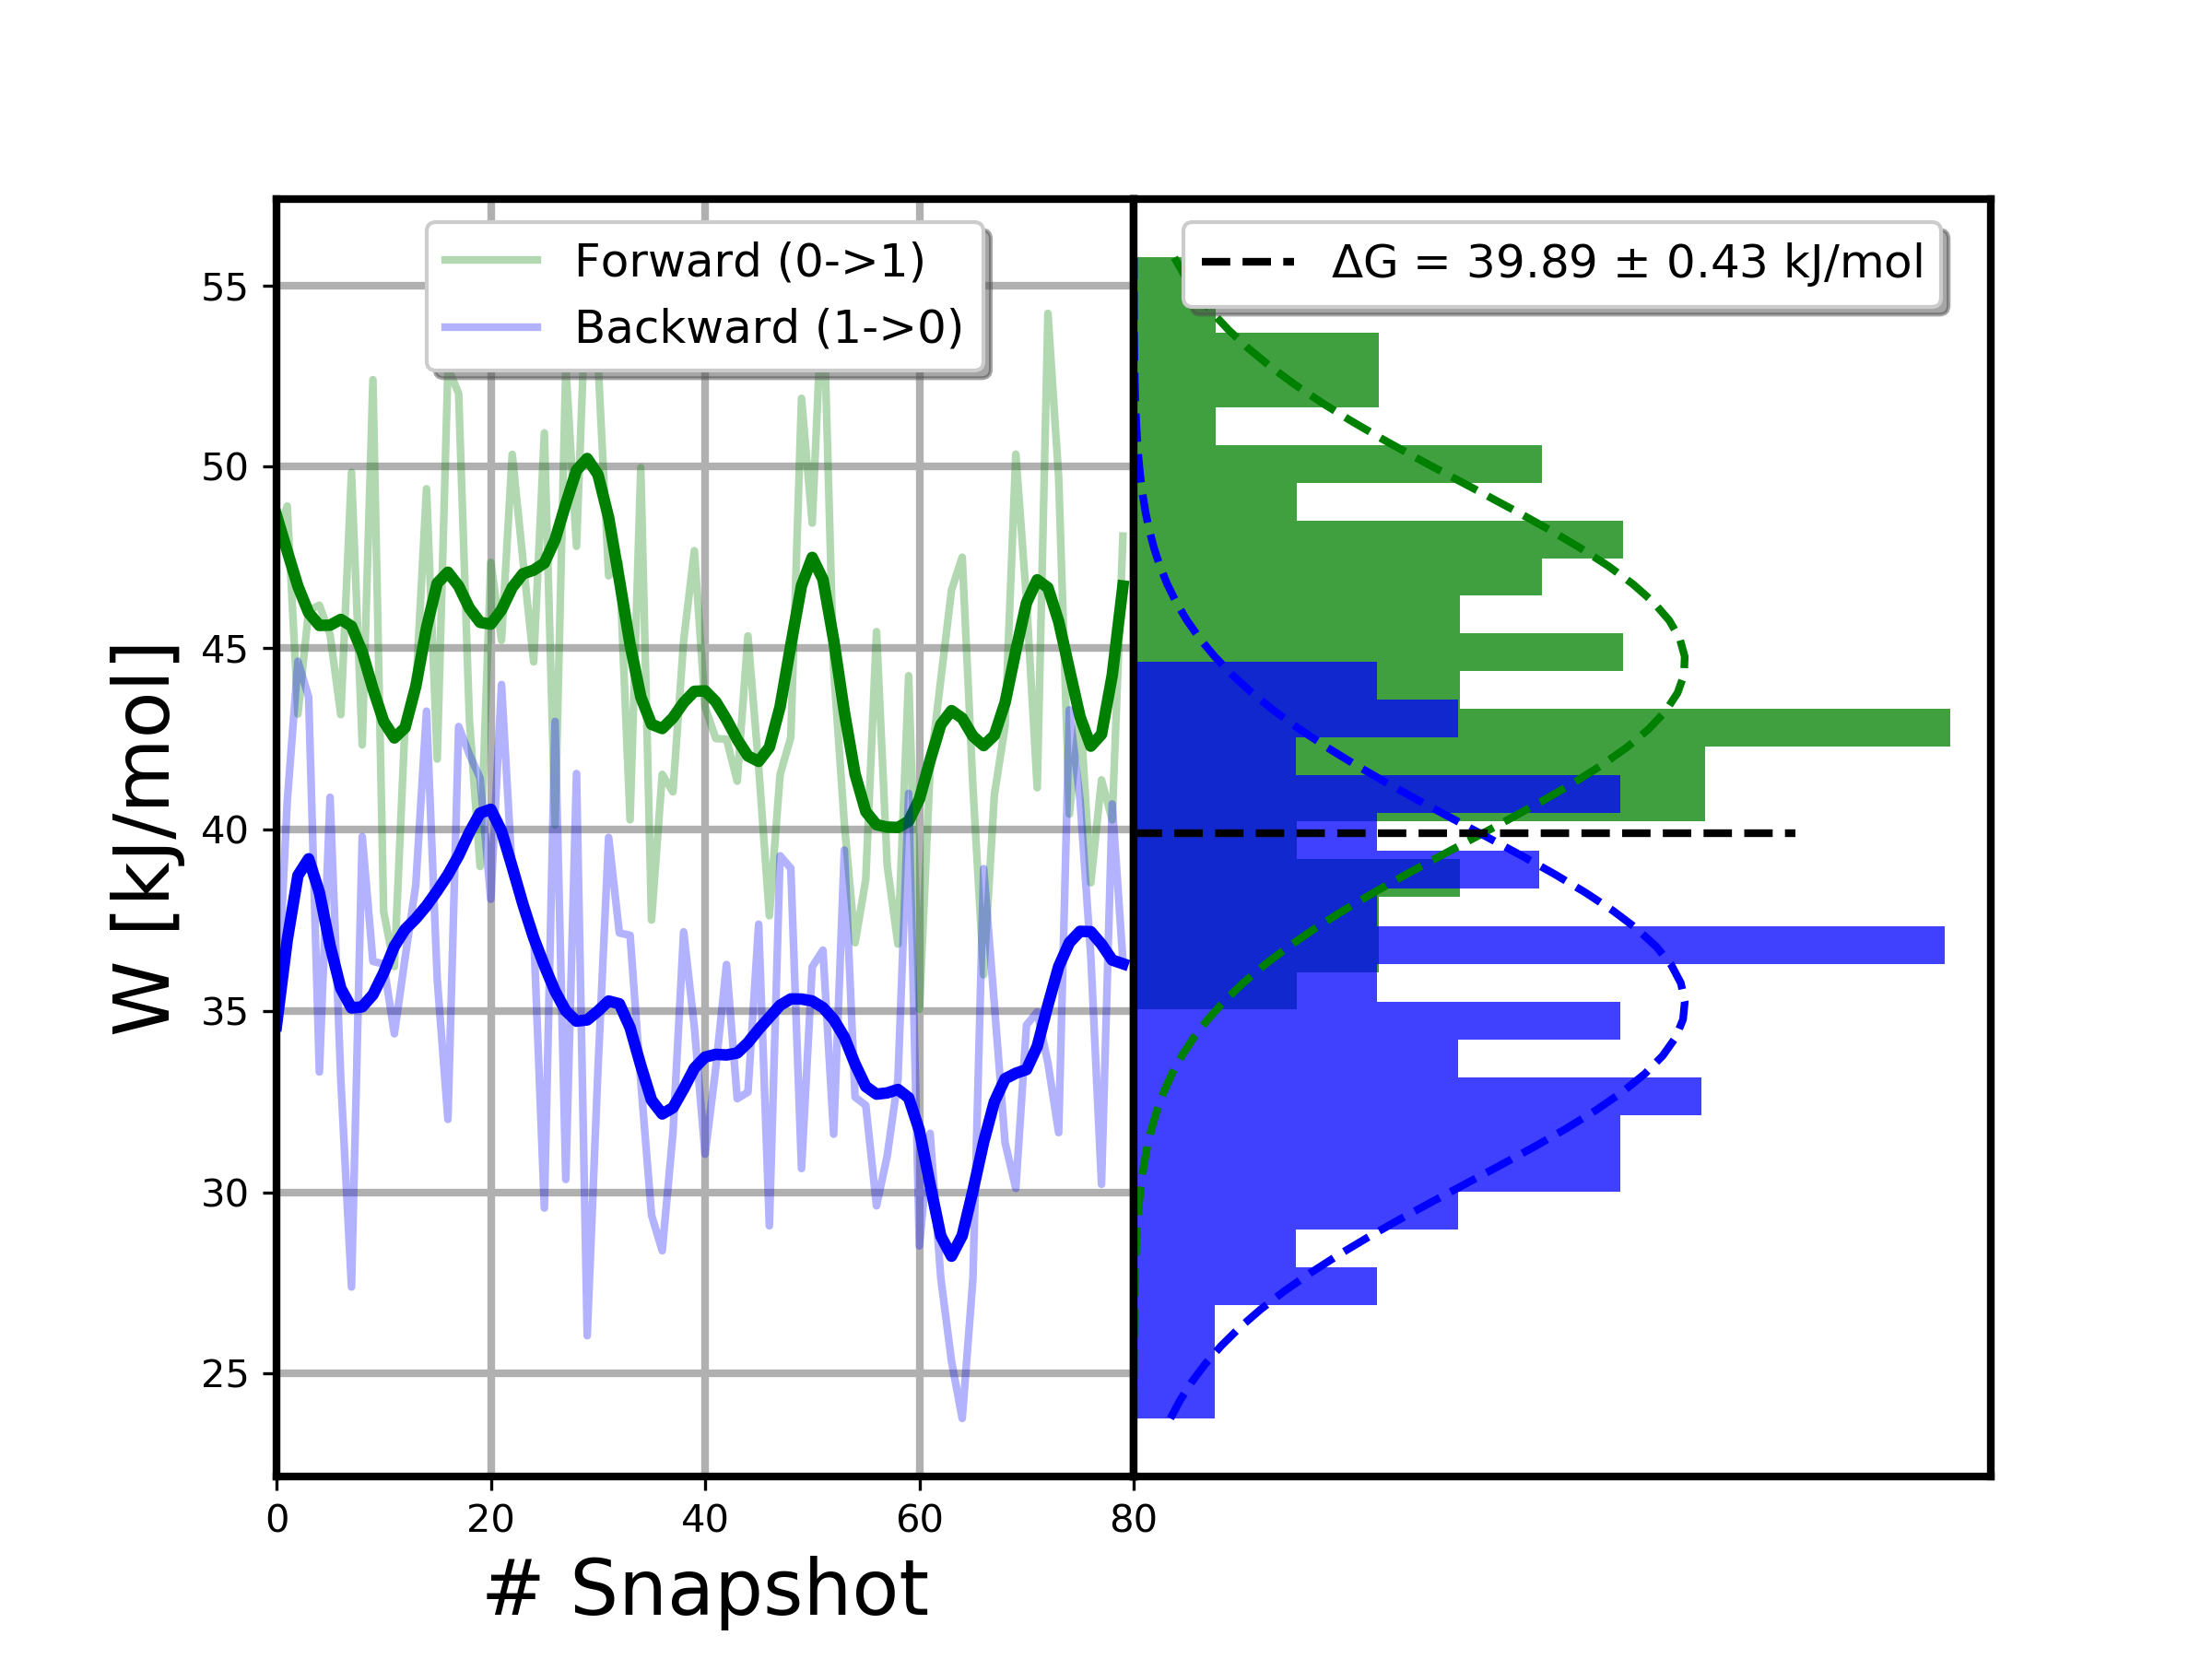 Forward (0->1)
Backward (1->0)
ΔG = 39.89 ± 0.43 kJ/mol
W [kJ/mol]
55
50
45
40
35
30
25
0 20 40 60 80
# Snapshot